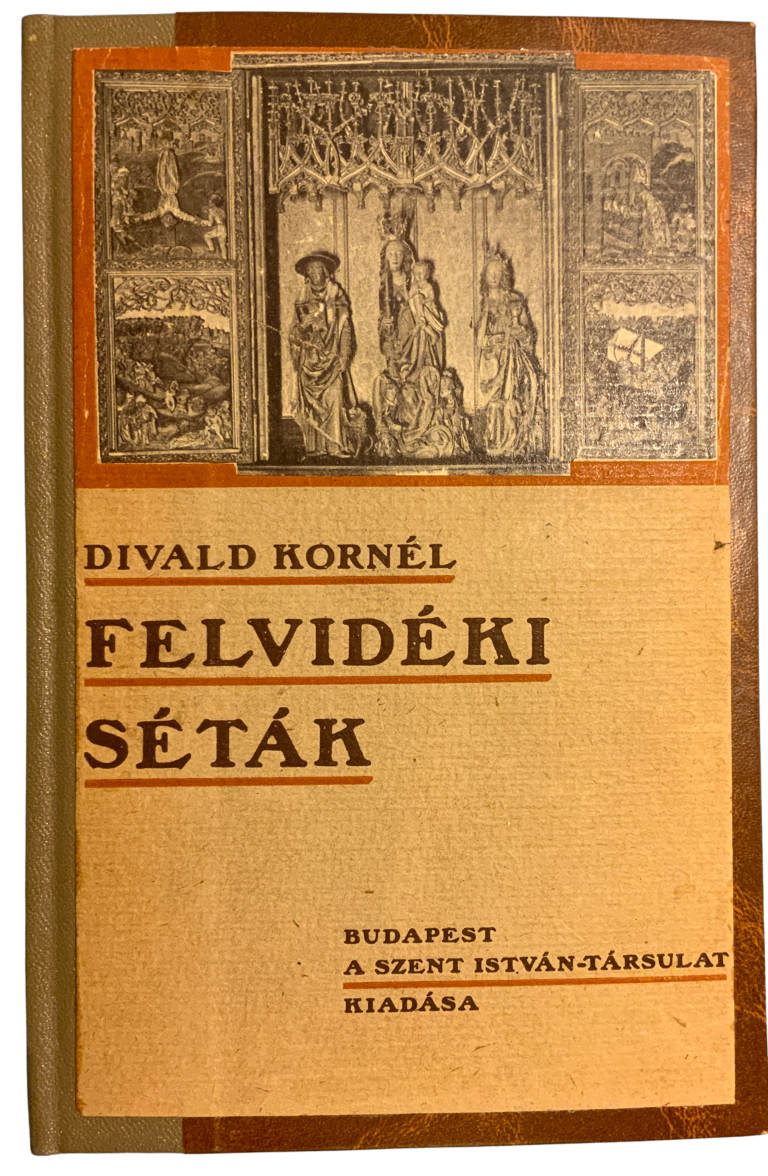 DIVALD KORNÉL
FELVIDÉKI
SÉTÁK
BUDAPEST
A SZENT ISTVÁN-TÁRSULAT
KIADÁSA